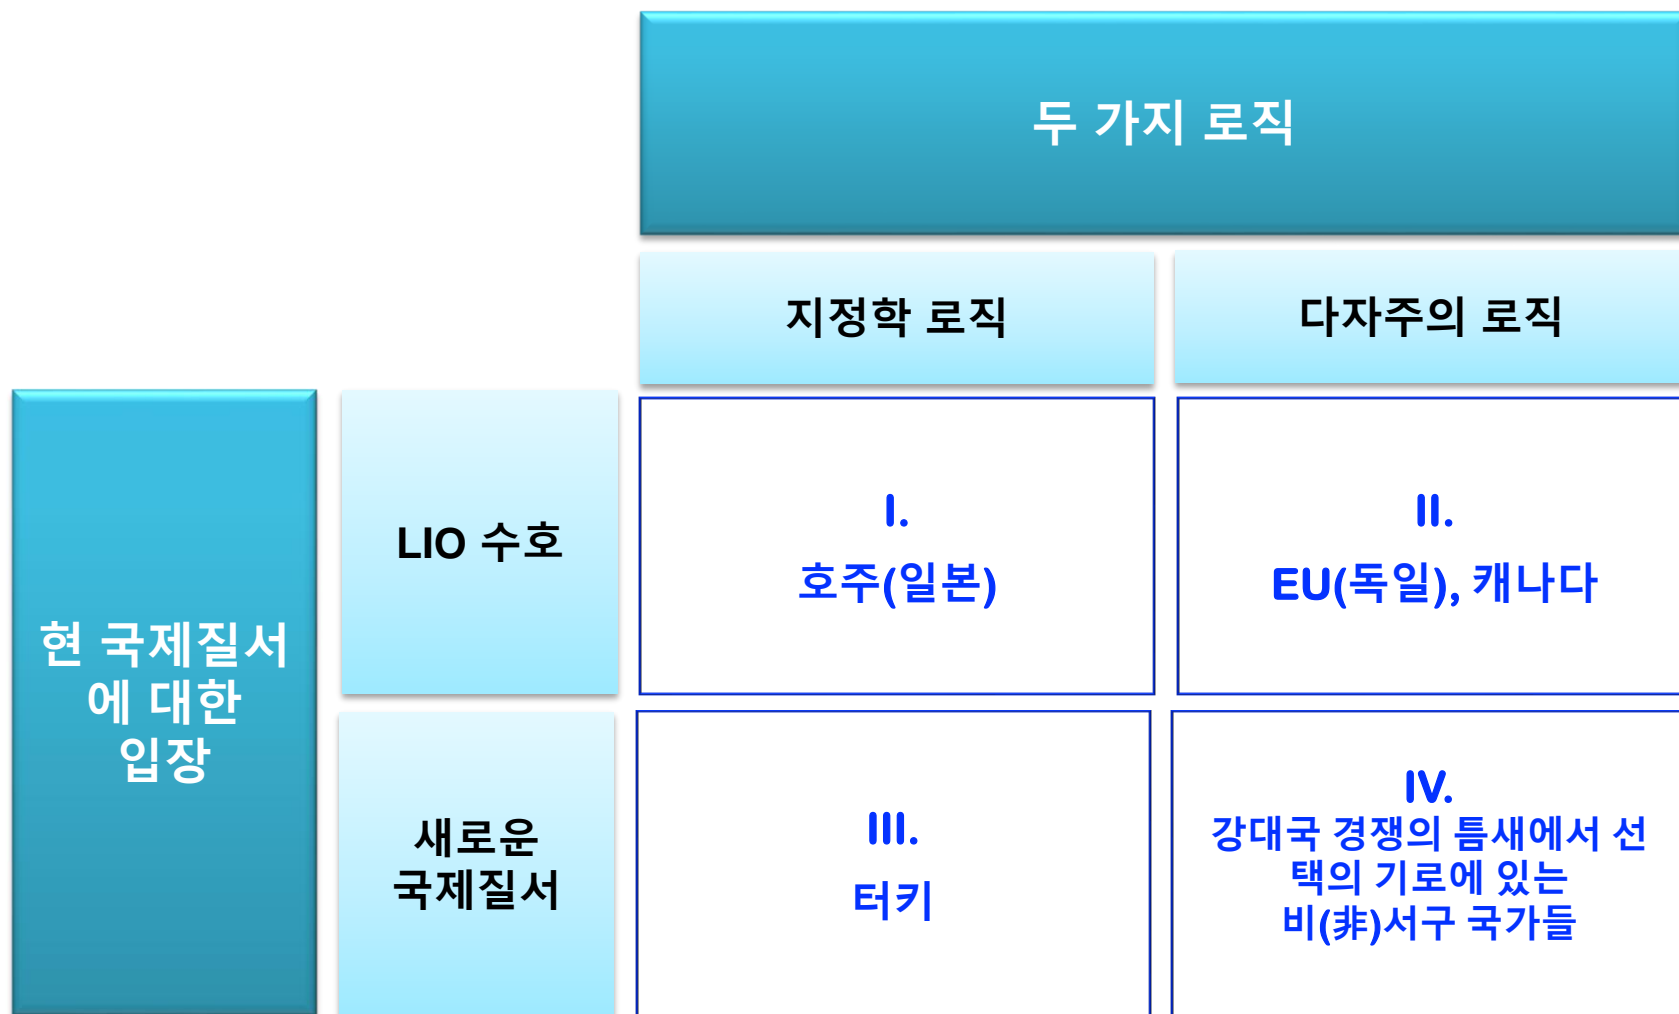 두 가지 로직
지정학 로직
다자주의 로직
현 국제질서
에 대한
입장
LIO 수호
I.
호주(일본)
II.
EU(독일), 캐나다
새로운
국제질서
III.
터키
IV.
강대국 경쟁의 틈새에서 선
택의 기로에 있는
비(非)서구 국가들